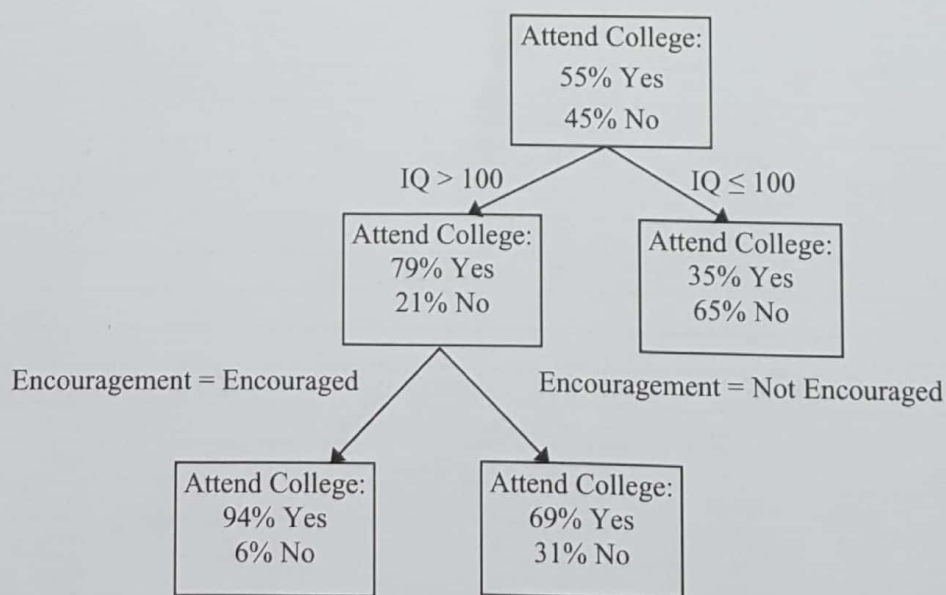 Attend College:
55% Yes
45% No
IQ > 100
IQ ≤ 100
Attend College:
79% Yes
21% No
Attend College:
35% Yes
65% No
Encouragement = Encouraged
Encouragement = Not Encouraged
Attend College:
94% Yes
6% No
Attend College:
69% Yes
31% No